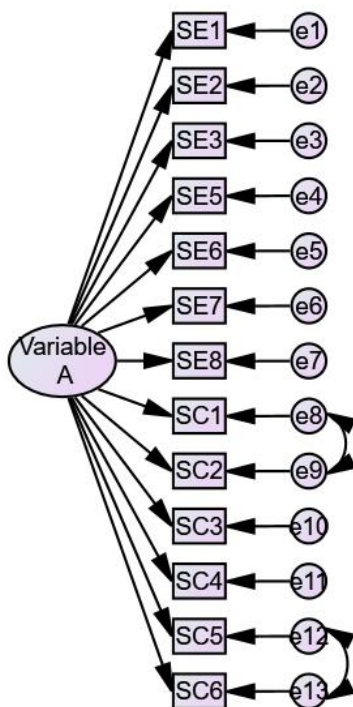 SE1 e1
SE2 e2
SE3 e3
SE5 e4
SE6 e5
SE7 e6
Variable
A
SE8 e7
SC1 e8
SC2 e9
SC3 e10
SC4 e11
SC5 e12
SC6 e13